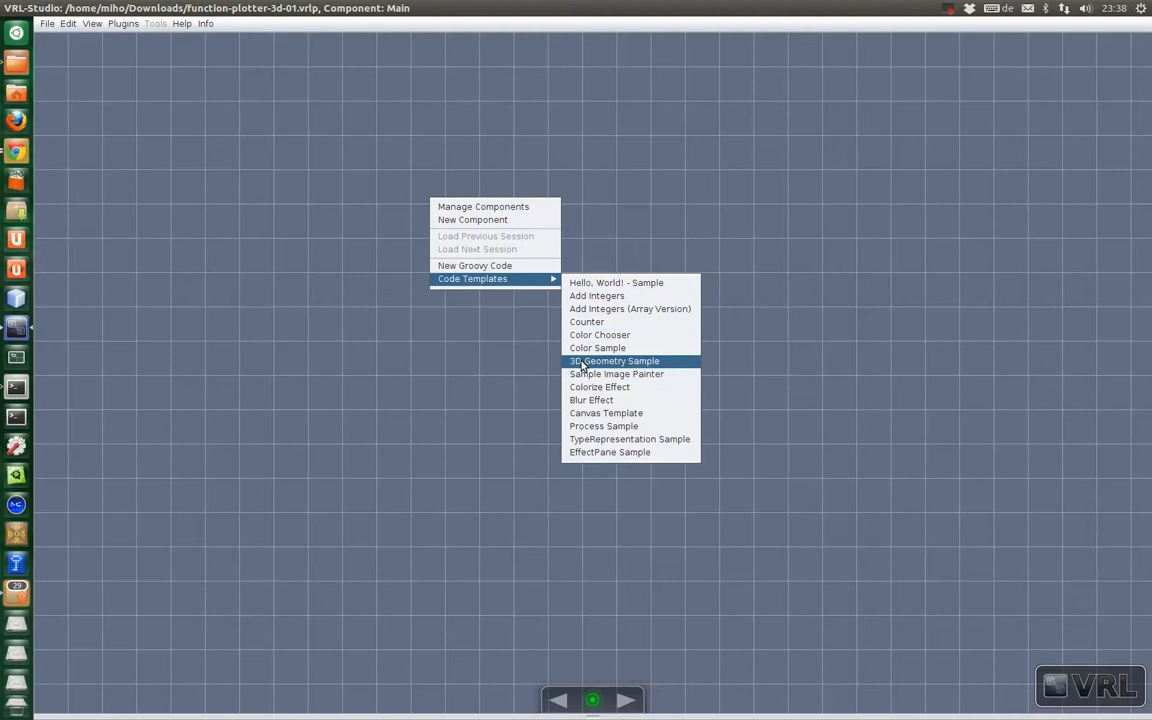 VRL-Studio: /home/miho/Downloads/function-plotter-3d-01.vrlp, Component: Main
de
23:38
File Edit View Plugins Tools Help Info
Manage Components
New Component
Load Previous Session
Load Next Session
New Groovy Code
Code Templates
Hello, World! - Sample
Add Integers
Add Integers (Array Version)
Counter
Color Chooser
Color Sample
3D Geometry Sample
Sample Image Painter
Colorize Effect
Blur Effect
Canvas Template
Process Sample
TypeRepresentation Sample
EffectPane Sample
29
VRL